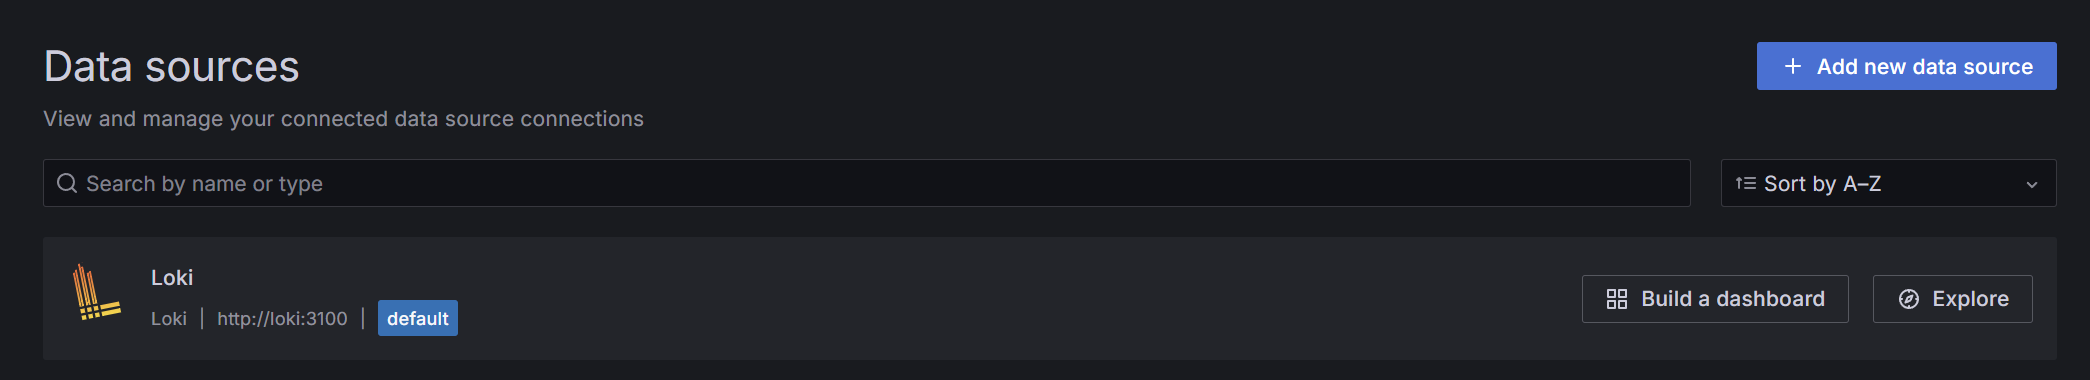 Data sources
Add new data source
View and manage your connected data source connections
Search by name or type
Sort by A–Z
Loki
Loki | http://loki:3100 | default
Build a dashboard
Explore